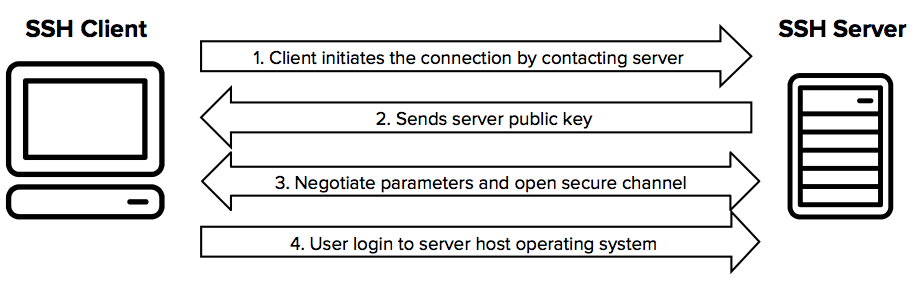 SSH Client
SSH Server
1. Client initiates the connection by contacting server
2. Sends server public key
3. Negotiate parameters and open secure channel
4. User login to server host operating system